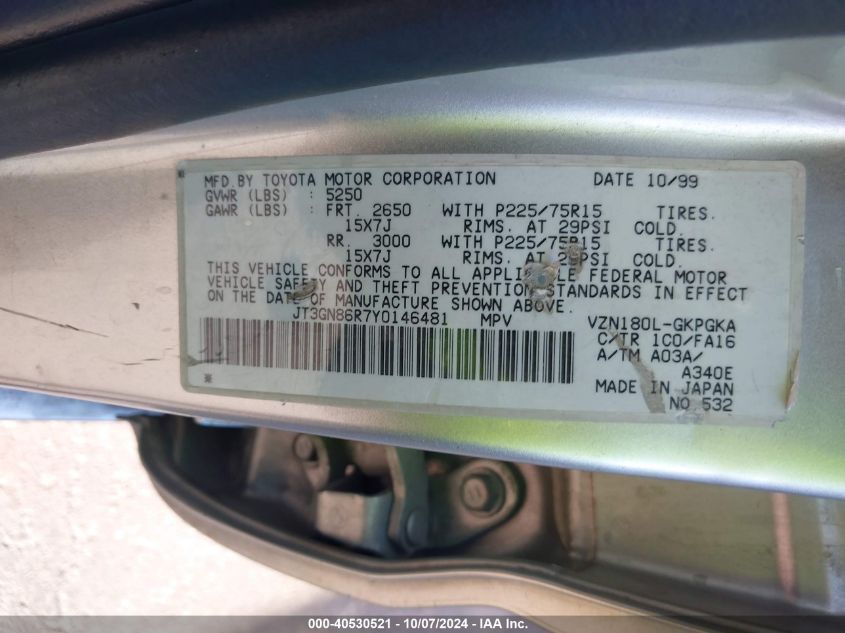 MFD. BY TOYOTA MOTOR CORPORATION DATE 10/99
GVWR (LBS) : 5250
GAWR (LBS) : FRT. 2650 WITH P225/75R15 TIRES.
15X7J RIMS. AT 29PSI COLD.
RR. 3000 WITH P225/75R15 TIRES.
15X7J RIMS. AT 29PSI COLD.
THIS VEHICLE CONFORMS TO ALL APPLICABLE FEDERAL MOTOR
VEHICLE SAFETY AND THEFT PREVENTION STANDARDS IN EFFECT
ON THE DATE OF MANUFACTURE SHOWN ABOVE.
JT3GN86R7Y0146481 MPV VZN180L-GKPGKA
C/TR 1C0/FA16
A/TM A03A/
A340E
MADE IN JAPAN
NO 532
000-40530521 - 10/07/2024 - IAA Inc.